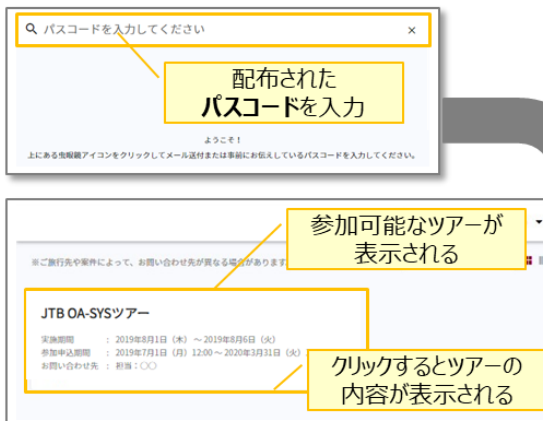 パスコードを入力してください ×
配布された
パスコードを入力
ようこそ！
上にある虫眼鏡アイコンをクリックしてメール送付または事前にお伝えしているパスコードを入力してください。
参加可能なツアーが
表示される
※ご旅行先や案件によって、お問い合わせ先が異なる場合があります
JTB OA-SYSツアー
実施期間 : 2019年8月1日（木）～2019年8月6日（火）
参加申込期間 : 2019年7月1日（月）12:00～2020年3月31日（火）
お問い合わせ先 : 担当：〇〇
クリックするとツアーの
内容が表示される